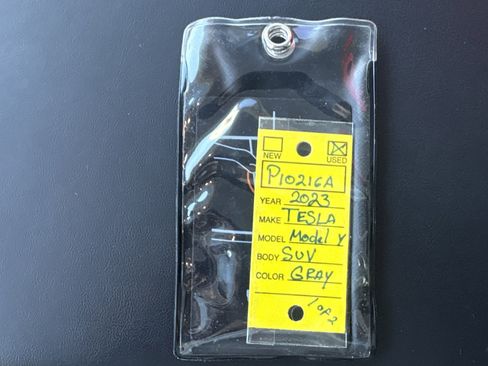 NEW USED
P10216A
YEAR 2023
MAKE TESLA
MODEL Model Y
BODY SUV
COLOR GRAY
1 of 2